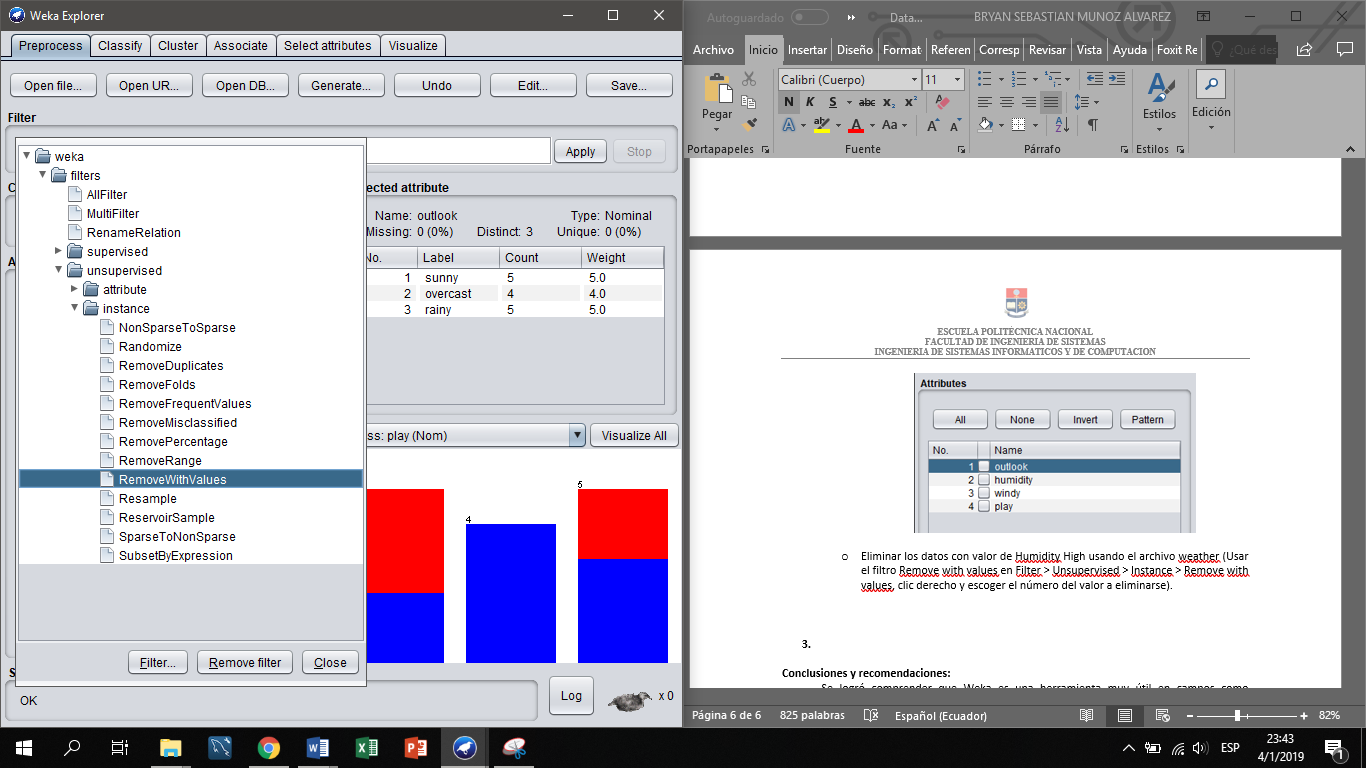 Weka Explorer
Preprocess Classify Cluster Associate Select attributes Visualize
Open file... Open UR... Open DB... Generate... Undo Edit... Save...
Filter
Apply Stop
weka
filters
AllFilter
MultiFilter
RenameRelation
supervised
unsupervised
attribute
instance
NonSparseToSparse
Randomize
RemoveDuplicates
RemoveFolds
RemoveFrequentValues
RemoveMisclassified
RemovePercentage
RemoveRange
RemoveWithValues
Resample
ReservoirSample
SparseToNonSparse
SubsetByExpression
Filter... Remove filter Close
ected attribute
Name: outlook Type: Nominal
Missing: 0 (0%) Distinct: 3 Unique: 0 (0%)
No. Label Count Weight
1 sunny 5 5.0
2 overcast 4 4.0
3 rainy 5 5.0
ss: play (Nom) Visualize All
4
5
OK
Log x 0
Autoguardado Data... BRYAN SEBASTIAN MUNOZ ALVAREZ
Archivo Inicio Insertar Diseño Format Referen Corresp Revisar Vista Ayuda Foxit Re ¿Qué des
Calibri (Cuerpo) 11
Pegar
N K S abc x₂ x²
A ab A Aa A A
Estilos
Edición
Portapapeles Fuente Párrafo Estilos
ESCUELA POLITÉCNICA NACIONAL
FACULTAD DE INGENIERIA DE SISTEMAS
INGENIERIA DE SISTEMAS INFORMATICOS Y DE COMPUTACION
Attributes
All None Invert Pattern
No. Name
1 outlook
2 humidity
3 windy
4 play
o Eliminar los datos con valor de Humidity High usando el archivo weather (Usar
el filtro Remove with values en Filter > Unsupervised > Instance > Remove with
values, clic derecho y escoger el número del valor a eliminarse).
3.
Conclusiones y recomendaciones:
Se logró comprender que Weka es una herramienta muy útil en campos como
Página 6 de 6 825 palabras Español (Ecuador) 82%
ESP
23:43
4/1/2019
1